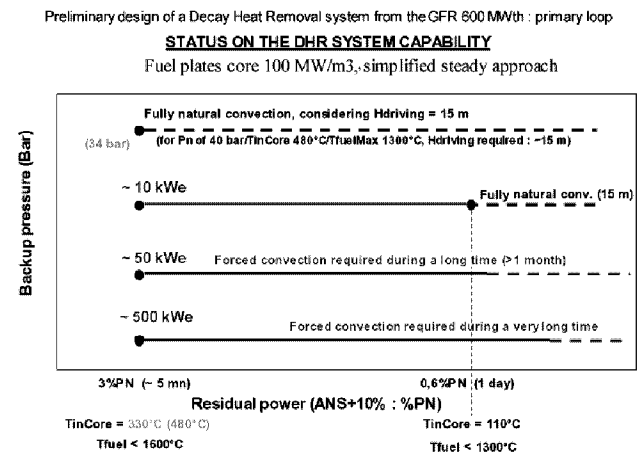 Preliminary design of a Decay Heat Removal system from the GFR 600 MWth : primary loop
STATUS ON THE DHR SYSTEM CAPABILITY
Fuel plates core 100 MW/m3, simplified steady approach
Backup pressure (Bar)
Fully natural convection, considering Hdriving = 15 m
(34 bar)
(for Pn of 40 bar/TinCore 480°C/TfuelMax 1300°C, Hdriving required : ~15 m)
~ 10 kWe
Fully natural conv. (15 m)
~ 50 kWe
Forced convection required during a long time (>1 month)
~ 500 kWe
Forced convection required during a very long time
3%PN (~ 5 mn)
0,6%PN (1 day)
Residual power (ANS+10% : %PN)
TinCore = 330°C (480°C)
TinCore = 110°C
Tfuel < 1600°C
Tfuel < 1300°C